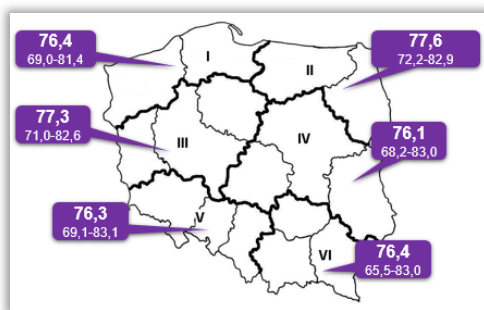 76,4
69,0-81,4
I
II
77,6
72,2-82,9
77,3
71,0-82,6
III
IV
76,1
68,2-83,0
76,3
69,1-83,1
V
VI
76,4
65,5-83,0